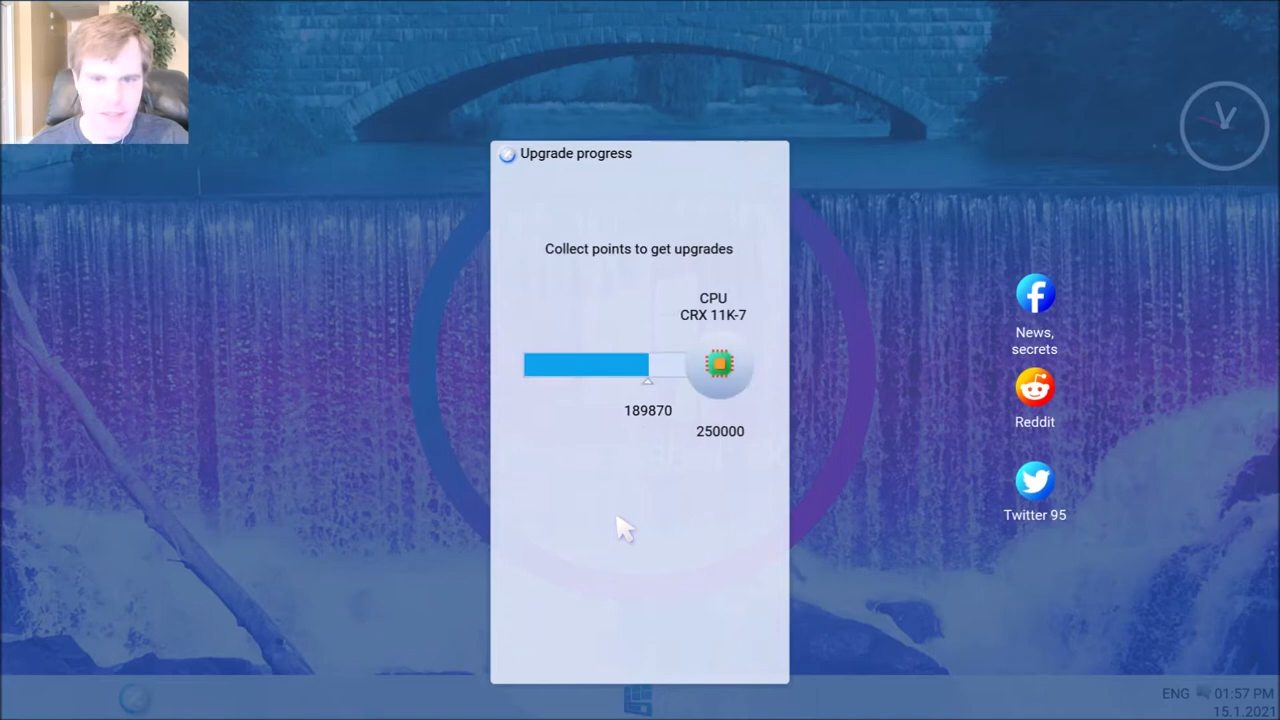 Upgrade progress
Collect points to get upgrades
CPU
CRX 11K-7
189870
250000
News,
secrets
Reddit
Twitter 95
ENG 01:57 PM
15.1.2021